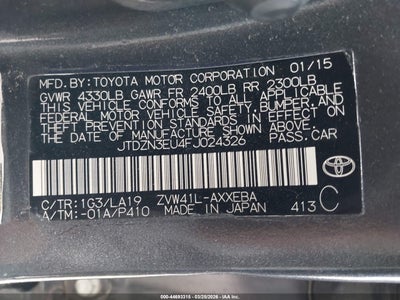 MFD.BY:TOYOTA MOTOR CORPORATION 01/15
GVWR 4330LB GAWR FR 2400LB RR 2300LB
THIS VEHICLE CONFORMS TO ALL APPLICABLE
FEDERAL MOTOR VEHICLE SAFETY, BUMPER, AND
THEFT PREVENTION STANDARDS IN EFFECT ON
THE DATE OF MANUFACTURE SHOWN ABOVE.
JTDZN3EU4FJ024326 PASS.CAR
C/TR:1G3/LA19 ZVW41L-AXXEBA
A/TM:-01A/P410 MADE IN JAPAN 413 C
000-44693315 - 03/25/2026 - IAA